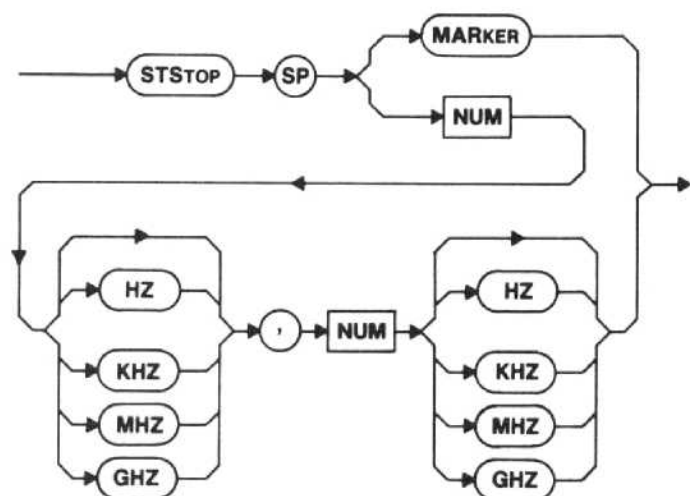 MARKER
STSTOP SP
NUM
HZ HZ
, NUM
KHZ KHZ
MHZ MHZ
GHZ GHZ